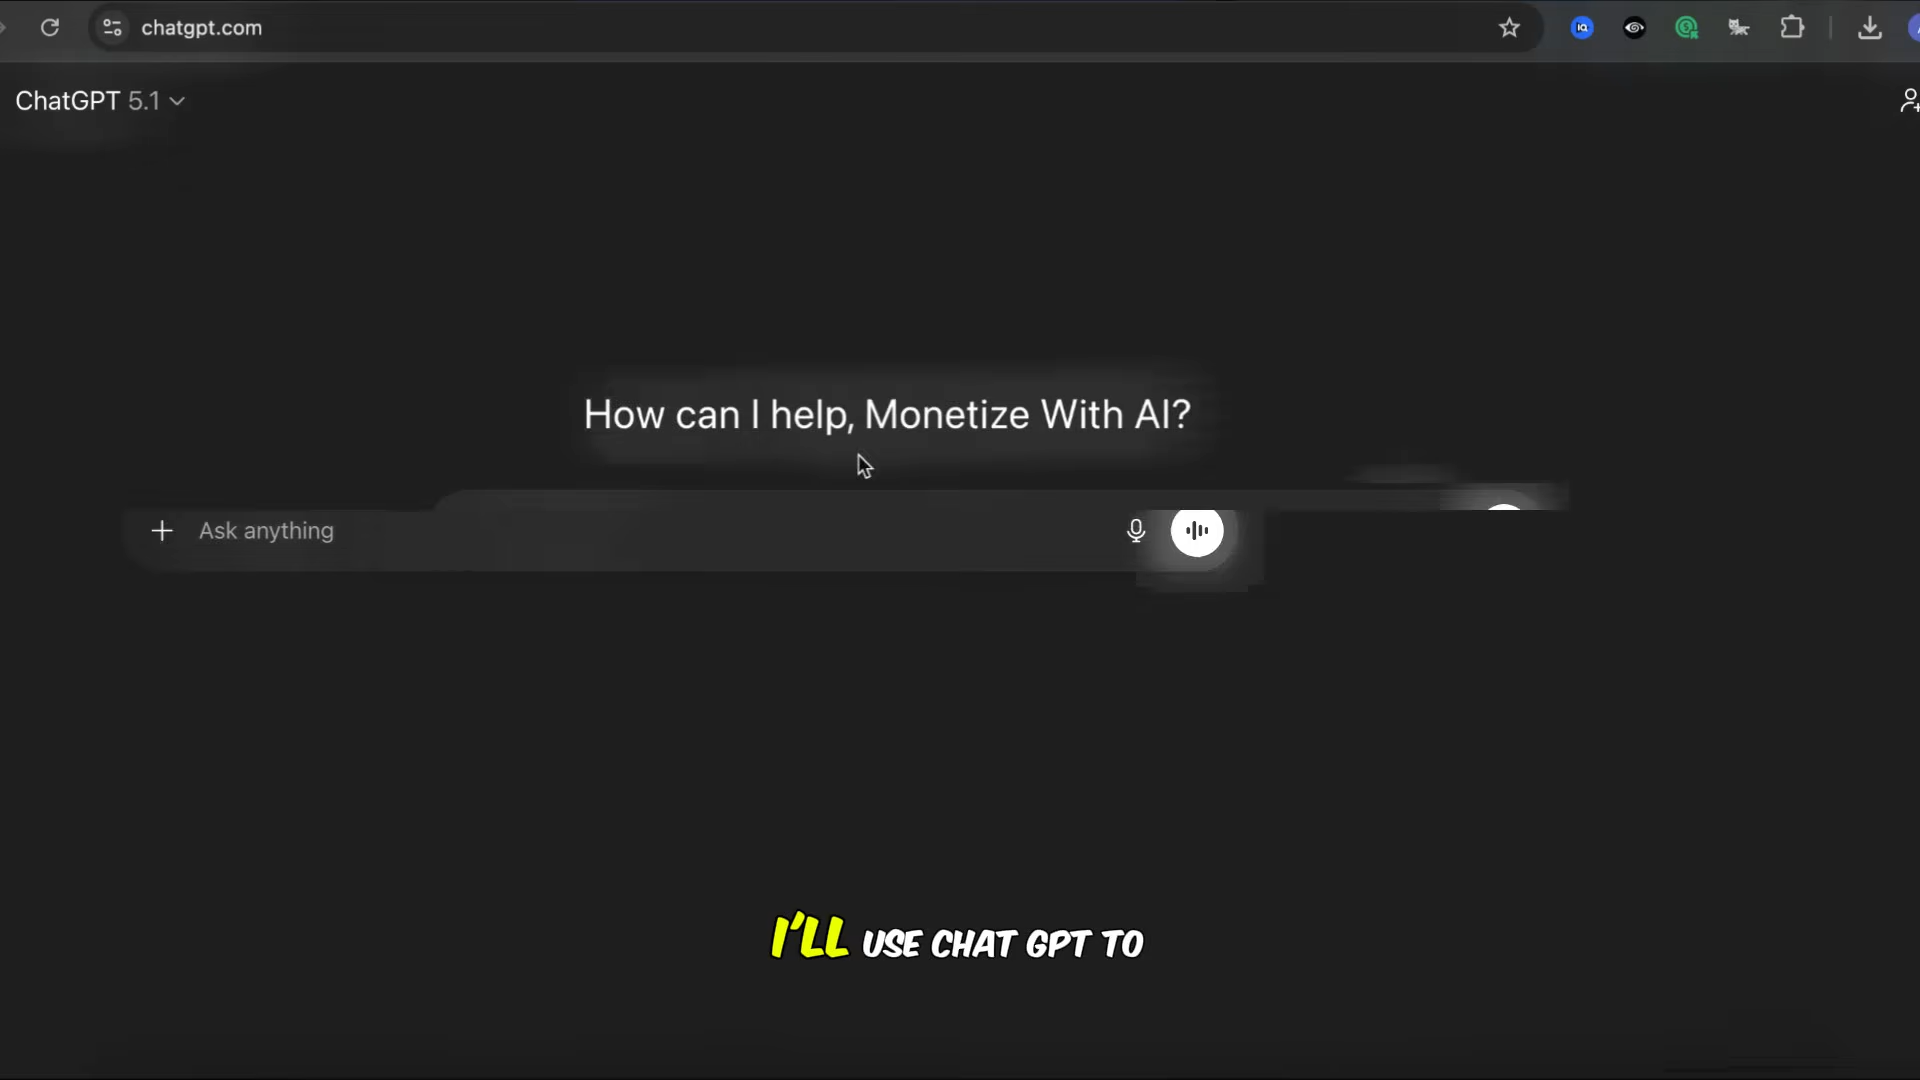 chatgpt.com
ChatGPT 5.1
How can I help, Monetize With AI?
Ask anything
I'LL USE CHAT GPT TO